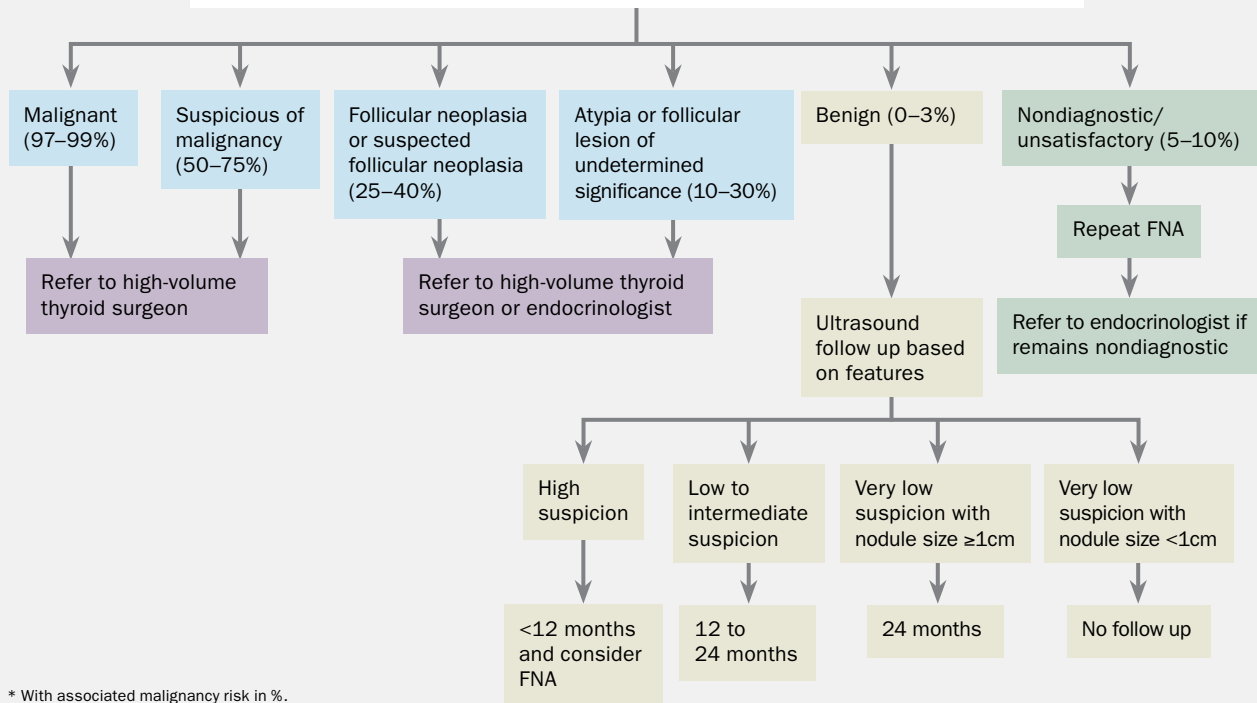 Malignant
(97–99%)
Suspicious of
malignancy
(50–75%)
Follicular neoplasia
or suspected
follicular neoplasia
(25–40%)
Atypia or follicular
lesion of
undetermined
significance (10–30%)
Benign (0–3%)
Nondiagnostic/
unsatisfactory (5–10%)
Refer to high-volume
thyroid surgeon
Refer to high-volume thyroid
surgeon or endocrinologist
Repeat FNA
Ultrasound
follow up based
on features
Refer to endocrinologist if
remains nondiagnostic
High
suspicion
Low to
intermediate
suspicion
Very low
suspicion with
nodule size ≥1cm
Very low
suspicion with
nodule size <1cm
<12 months
and consider
FNA
12 to
24 months
24 months
No follow up
* With associated malignancy risk in %.